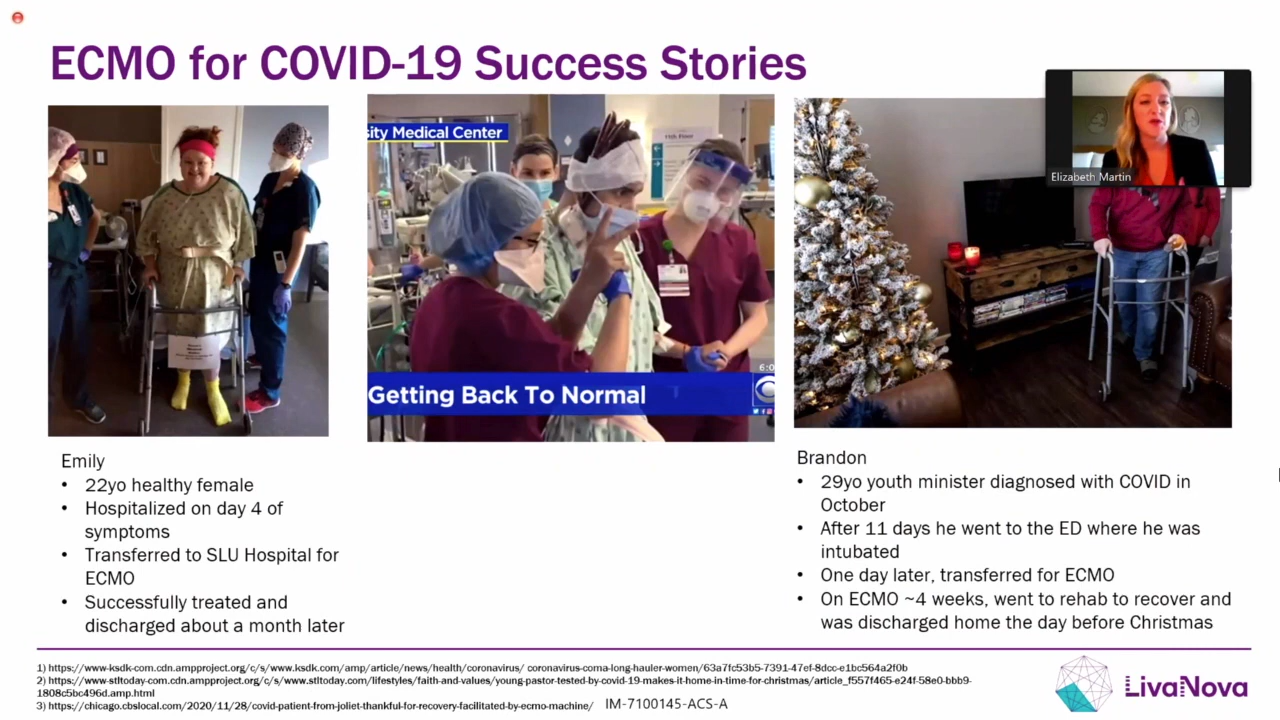 ECMO for COVID-19 Success Stories
sity Medical Center
11th Floor
Elizabeth Martin
6:0
Getting Back To Normal
Emily
• 22yo healthy female
• Hospitalized on day 4 of
symptoms
• Transferred to SLU Hospital for
ECMO
• Successfully treated and
discharged about a month later
Brandon
• 29yo youth minister diagnosed with COVID in
October
• After 11 days he went to the ED where he was
intubated
• One day later, transferred for ECMO
• On ECMO ~4 weeks, went to rehab to recover and
was discharged home the day before Christmas
1) https://www-ksdk-com.cdn.ampproject.org/c/s/www.ksdk.com/amp/article/news/health/coronavirus/ coronavirus-coma-long-hauler-women/63a7fc53b5-7391-47ef-8dcc-e1bc564a2f0b
2) https://www-stltoday-com.cdn.ampproject.org/c/s/www.stltoday.com/lifestyles/faith-and-values/young-pastor-tested-by-covid-19-makes-it-home-in-time-for-christmas/article_f557f465-e24f-58e0-bbb9-
1808c5bc496d.amp.html
3) https://chicago.cbslocal.com/2020/11/28/covid-patient-from-joliet-thankful-for-recovery-facilitated-by-ecmo-machine/
IM-7100145-ACS-A
LivaNova